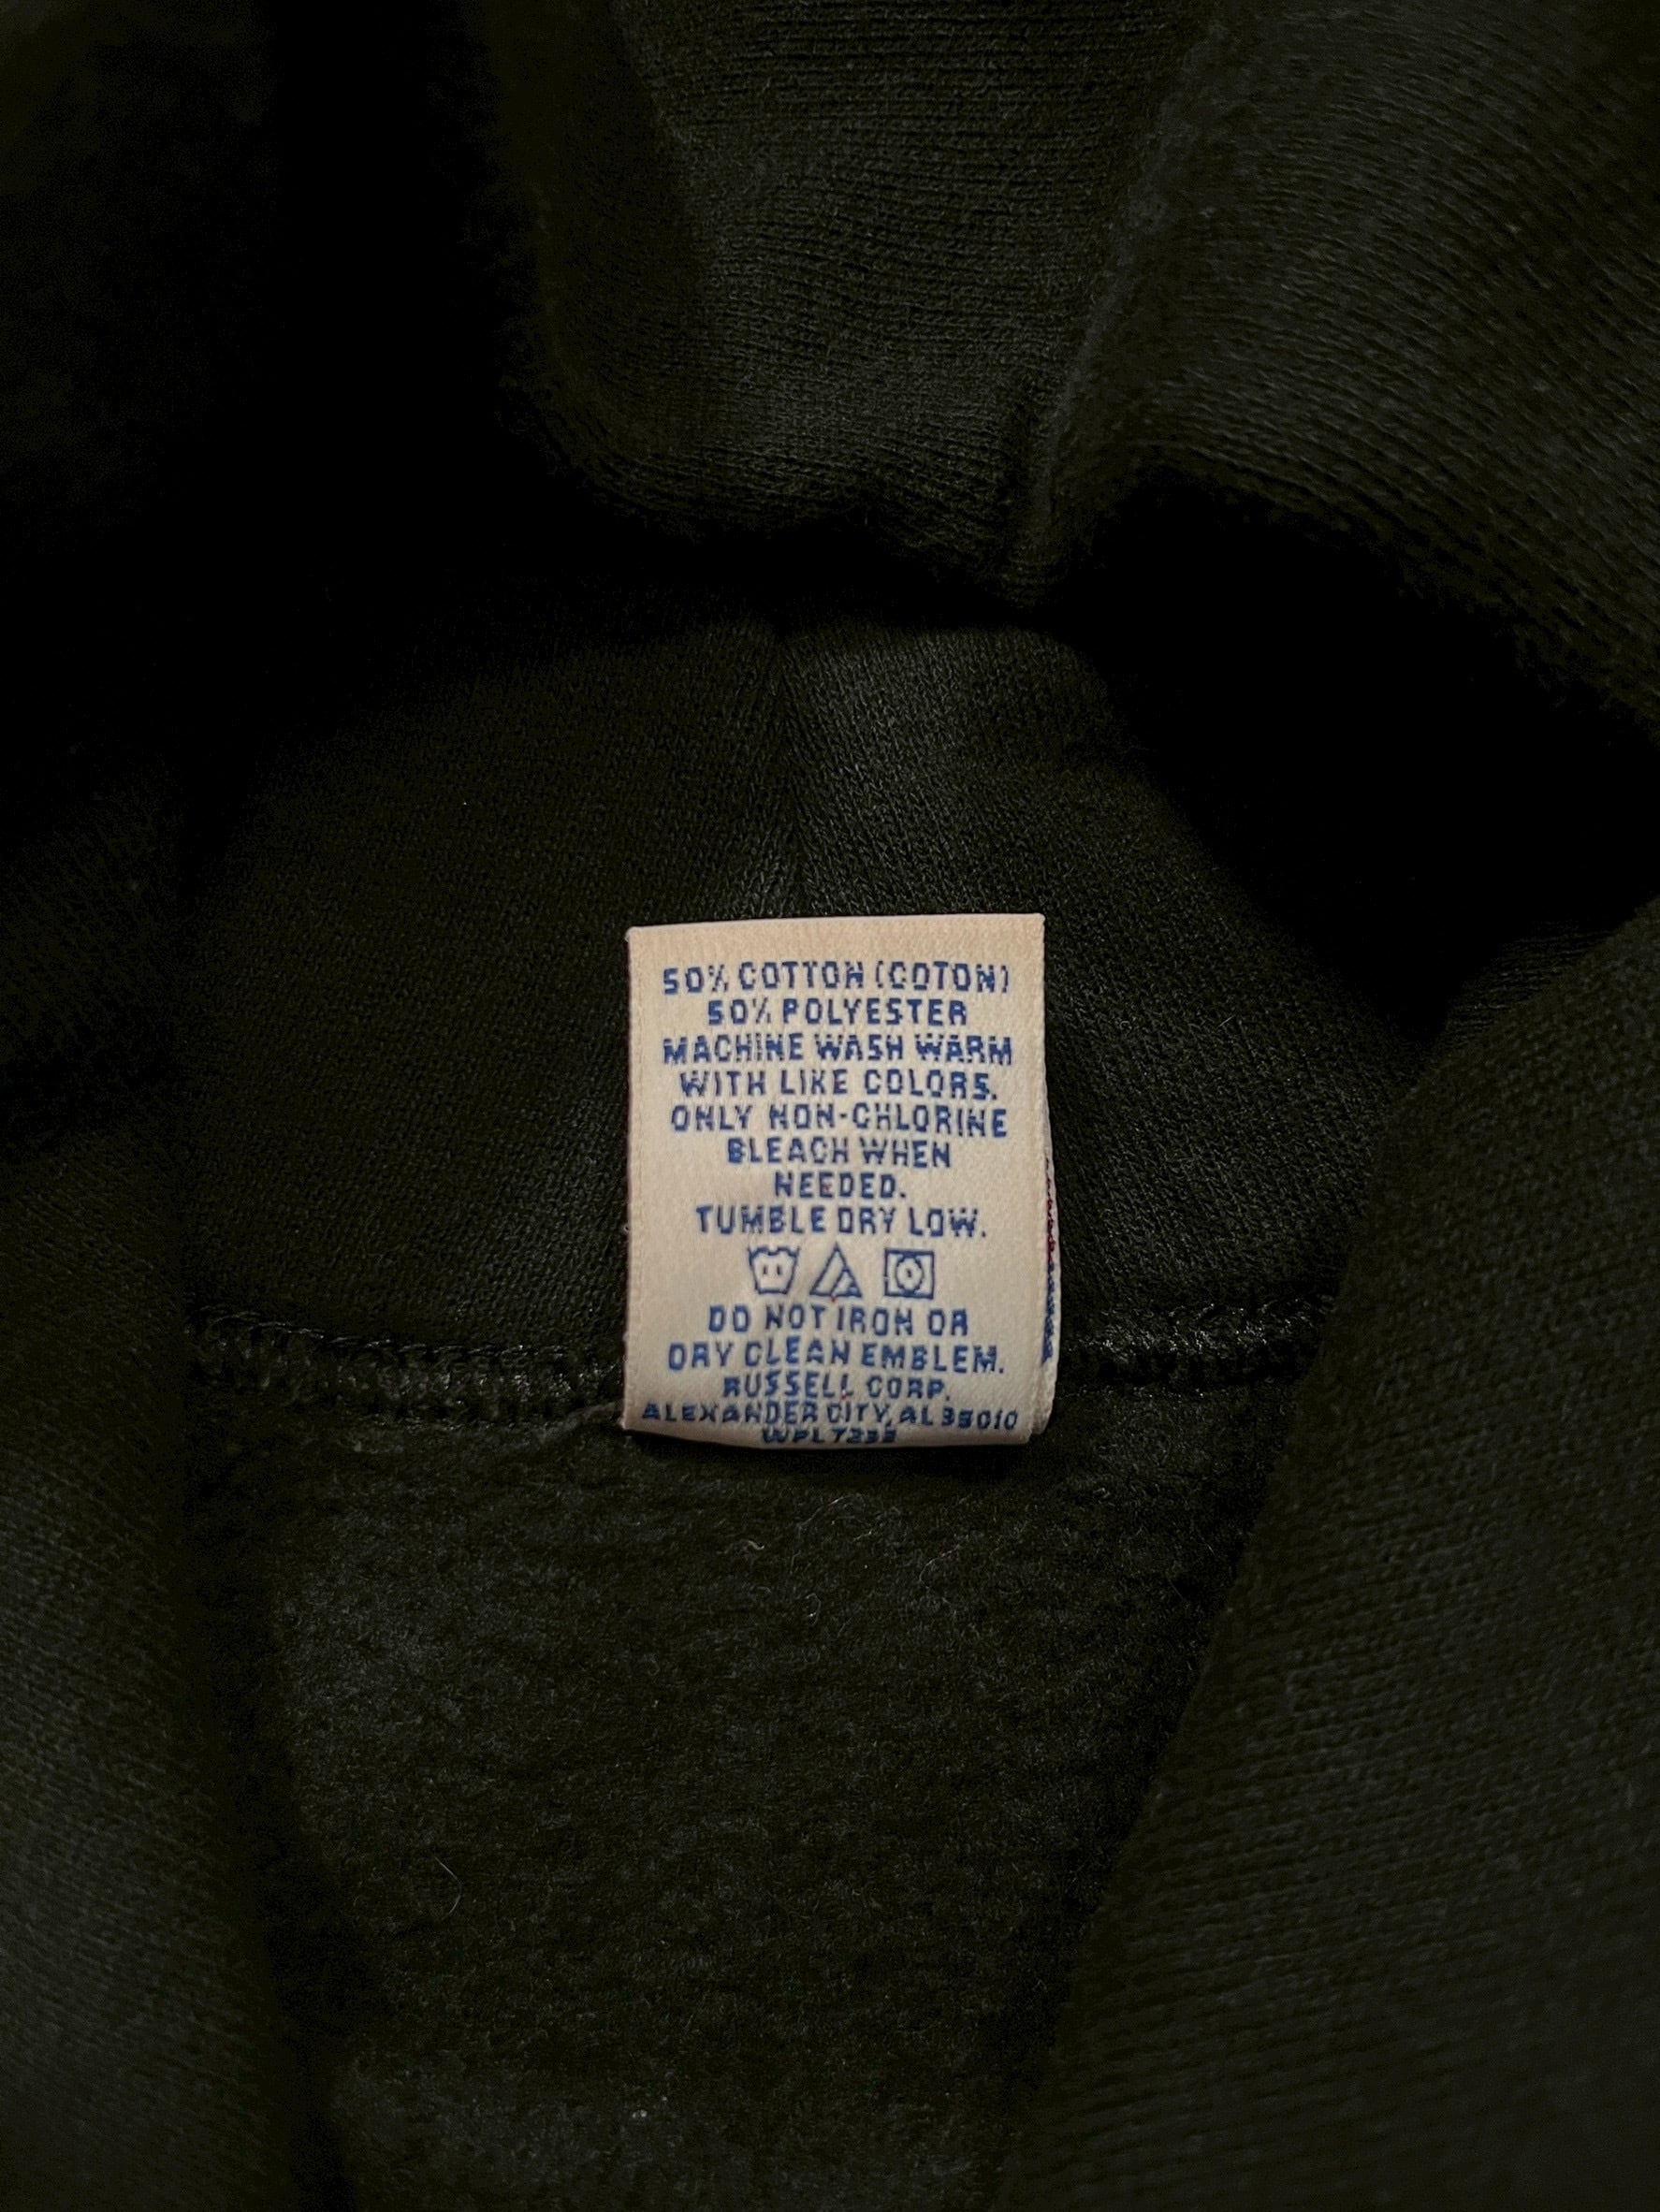 50% COTTON (COTON)
50% POLYESTER
MACHINE WASH WARM
WITH LIKE COLORS.
ONLY NON-CHLORINE
BLEACH WHEN
NEEDED.
TUMBLE DRY LOW.
DO NOT IRON OR
DRY CLEAN EMBLEM.
RUSSELL CORP.
ALEXANDER CITY, AL 35010